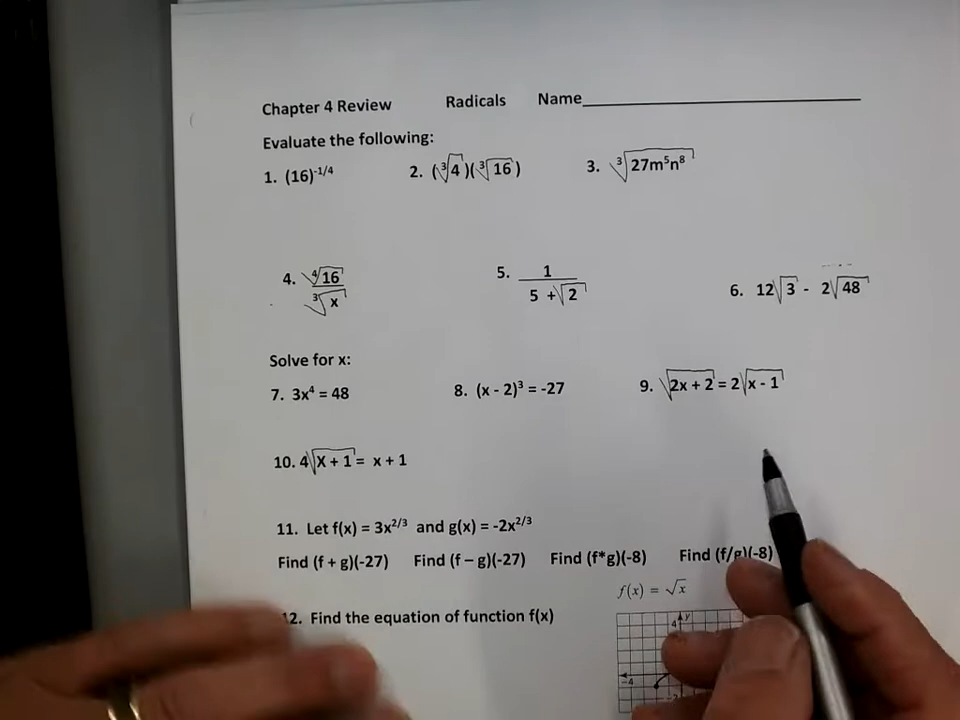 Chapter 4 Review Radicals Name_______________
Evaluate the following:
1. (16)^-1/4 2. (∛4)(∛16) 3. ∛27m⁵n⁸
4. ∜16 / ∛x 5. 1 / 5 + √2 6. 12√3 - 2√48
Solve for x:
7. 3x⁴ = 48 8. (x - 2)³ = -27 9. √2x + 2 = 2√x - 1
10. 4√X + 1 = x + 1
11. Let f(x) = 3x^2/3 and g(x) = -2x^2/3
Find (f + g)(-27) Find (f – g)(-27) Find (f*g)(-8) Find (f/g)(-8)
f(x) = √x
12. Find the equation of function f(x)
4 y
-4